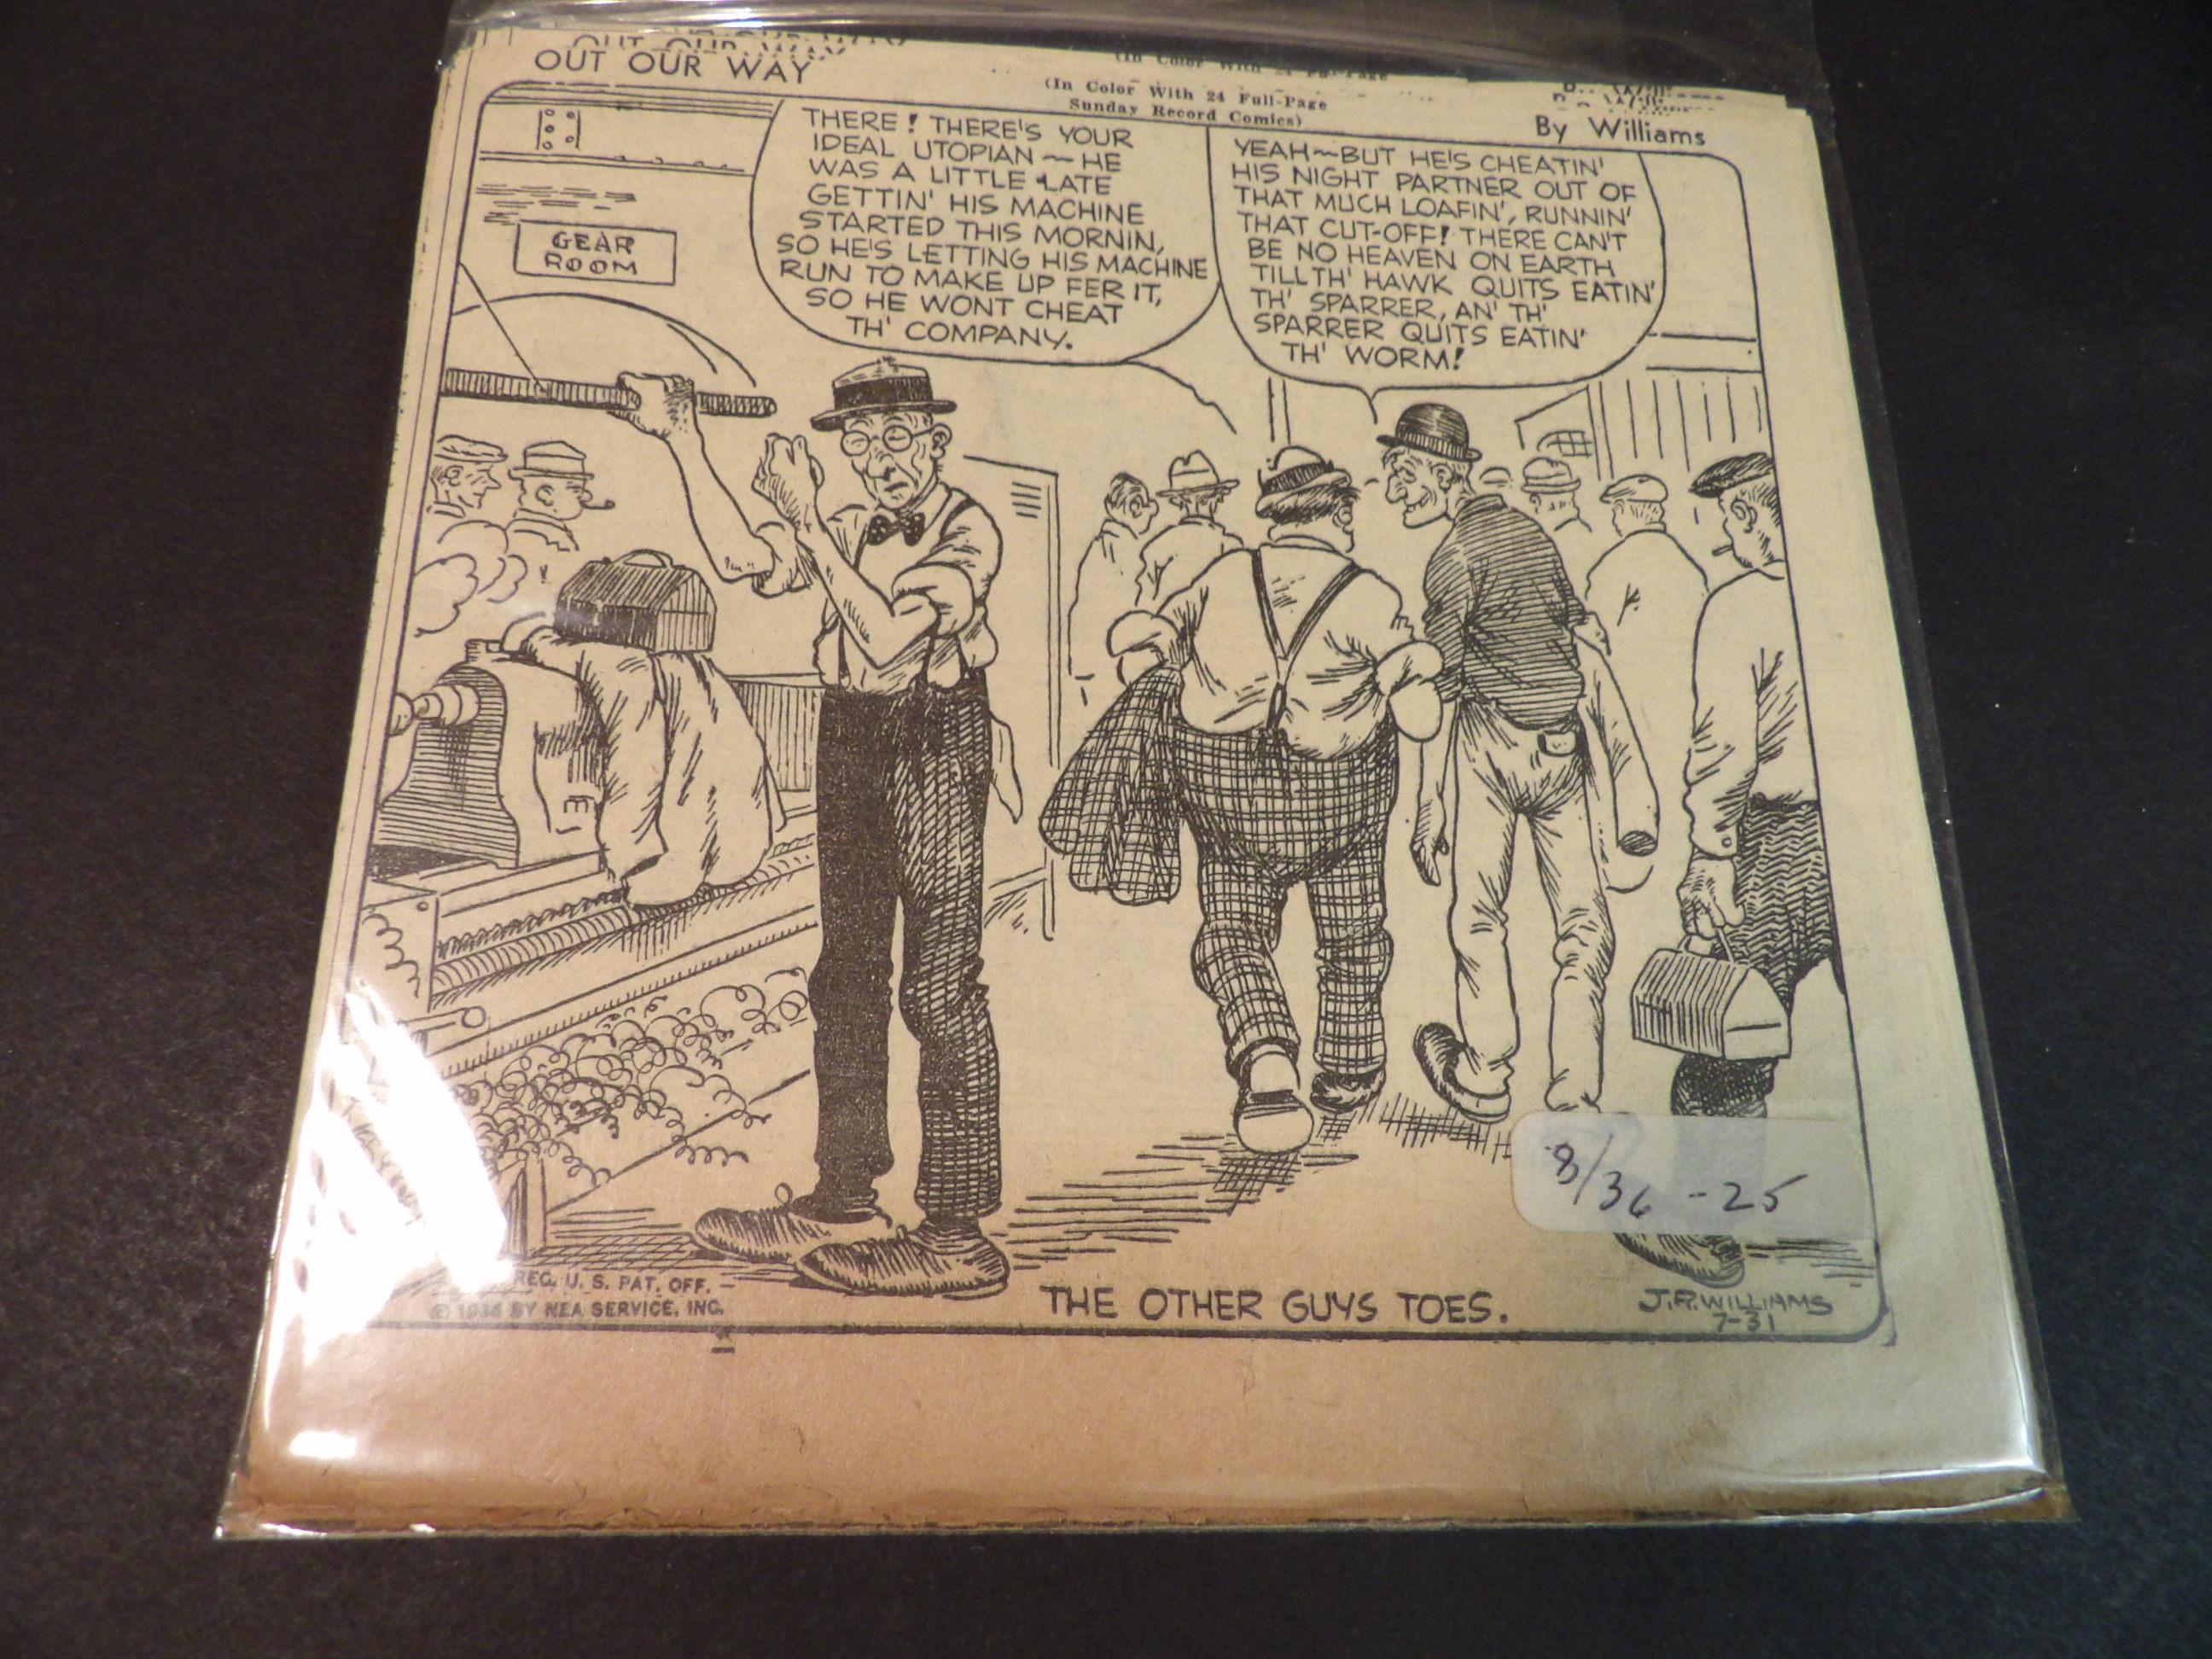 OUT OUR WAY
(In Color With 24 Full-Page
Sunday Record Comics)
By Williams
THERE! THERE'S YOUR
IDEAL UTOPIAN ~ HE
WAS A LITTLE LATE
GETTIN' HIS MACHINE
STARTED THIS MORNIN,
SO HE'S LETTING HIS MACHINE
RUN TO MAKE UP FER IT,
SO HE WONT CHEAT
TH' COMPANY.
YEAH ~ BUT HE'S CHEATIN'
HIS NIGHT PARTNER OUT OF
THAT MUCH LOAFIN', RUNNIN'
THAT CUT-OFF! THERE CAN'T
BE NO HEAVEN ON EARTH
TILL TH' HAWK QUITS EATIN'
TH' SPARRER, AN' TH'
SPARRER QUITS EATIN'
TH' WORM!
GEAR
ROOM
8/36 -25
REG. U. S. PAT. OFF.
© 1936 BY NEA SERVICE, INC.
THE OTHER GUYS TOES.
J.R.WILLIAMS
7-31